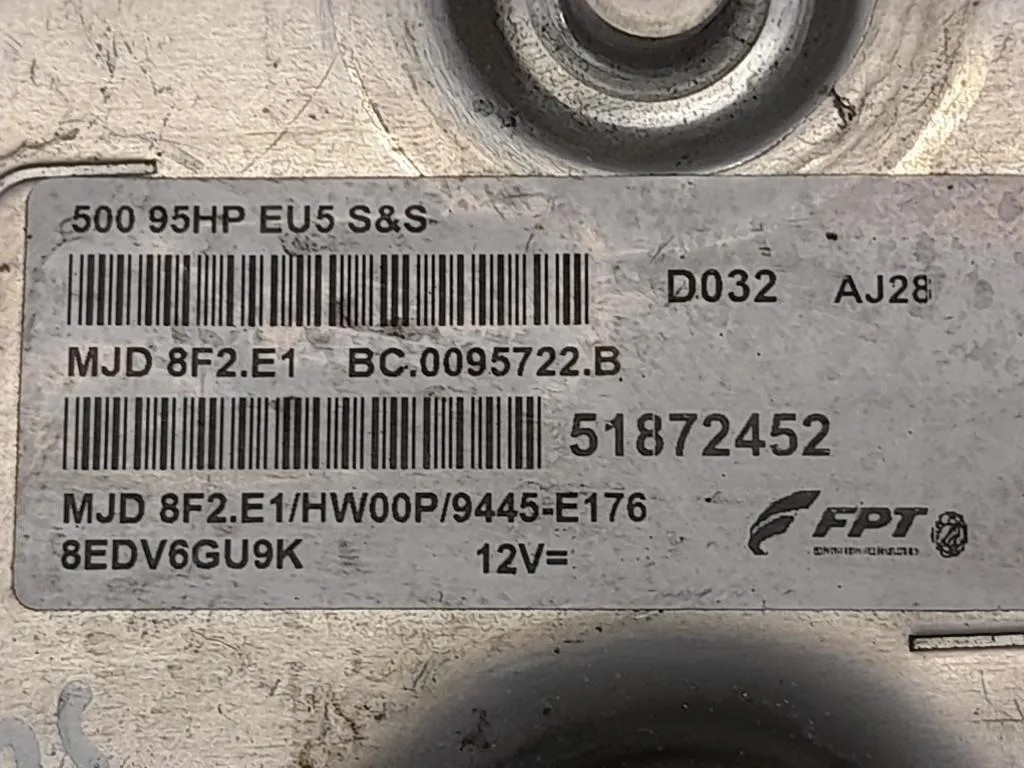 500 95HP EU5 S&S
D032 AJ28
MJD 8F2.E1 BC.0095722.B
51872452
MJD 8F2.E1/HW00P/9445-E176
FPT
8EDV6GU9K 12V=